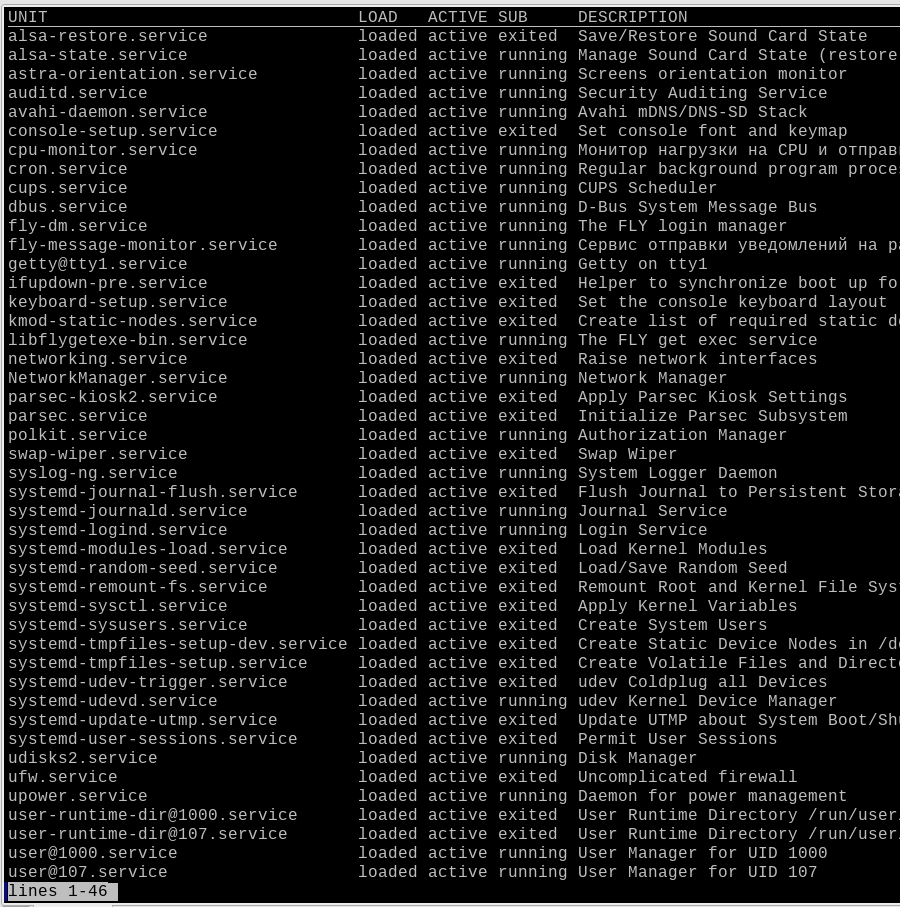 UNIT LOAD ACTIVE SUB DESCRIPTION
alsa-restore.service loaded active exited Save/Restore Sound Card State
alsa-state.service loaded active running Manage Sound Card State (restore
astra-orientation.service loaded active running Screens orientation monitor
auditd.service loaded active running Security Auditing Service
avahi-daemon.service loaded active running Avahi mDNS/DNS-SD Stack
console-setup.service loaded active exited Set console font and keymap
cpu-monitor.service loaded active running Монитор нагрузки на CPU и отправ
cron.service loaded active running Regular background program proce
cups.service loaded active running CUPS Scheduler
dbus.service loaded active running D-Bus System Message Bus
fly-dm.service loaded active running The FLY login manager
fly-message-monitor.service loaded active running Сервис отправки уведомлений на р
getty@tty1.service loaded active running Getty on tty1
ifupdown-pre.service loaded active exited Helper to synchronize boot up fo
keyboard-setup.service loaded active exited Set the console keyboard layout
kmod-static-nodes.service loaded active exited Create list of required static d
libflygetexe-bin.service loaded active running The FLY get exec service
networking.service loaded active exited Raise network interfaces
NetworkManager.service loaded active running Network Manager
parsec-kiosk2.service loaded active exited Apply Parsec Kiosk Settings
parsec.service loaded active exited Initialize Parsec Subsystem
polkit.service loaded active running Authorization Manager
swap-wiper.service loaded active exited Swap Wiper
syslog-ng.service loaded active running System Logger Daemon
systemd-journal-flush.service loaded active exited Flush Journal to Persistent Stor
systemd-journald.service loaded active running Journal Service
systemd-logind.service loaded active running Login Service
systemd-modules-load.service loaded active exited Load Kernel Modules
systemd-random-seed.service loaded active exited Load/Save Random Seed
systemd-remount-fs.service loaded active exited Remount Root and Kernel File Sys
systemd-sysctl.service loaded active exited Apply Kernel Variables
systemd-sysusers.service loaded active exited Create System Users
systemd-tmpfiles-setup-dev.service loaded active exited Create Static Device Nodes in /d
systemd-tmpfiles-setup.service loaded active exited Create Volatile Files and Direct
systemd-udev-trigger.service loaded active exited udev Coldplug all Devices
systemd-udevd.service loaded active running udev Kernel Device Manager
systemd-update-utmp.service loaded active exited Update UTMP about System Boot/Sh
systemd-user-sessions.service loaded active exited Permit User Sessions
udisks2.service loaded active running Disk Manager
ufw.service loaded active exited Uncomplicated firewall
upower.service loaded active running Daemon for power management
user-runtime-dir@1000.service loaded active exited User Runtime Directory /run/user
user-runtime-dir@107.service loaded active exited User Runtime Directory /run/user
user@1000.service loaded active running User Manager for UID 1000
user@107.service loaded active running User Manager for UID 107
lines 1-46